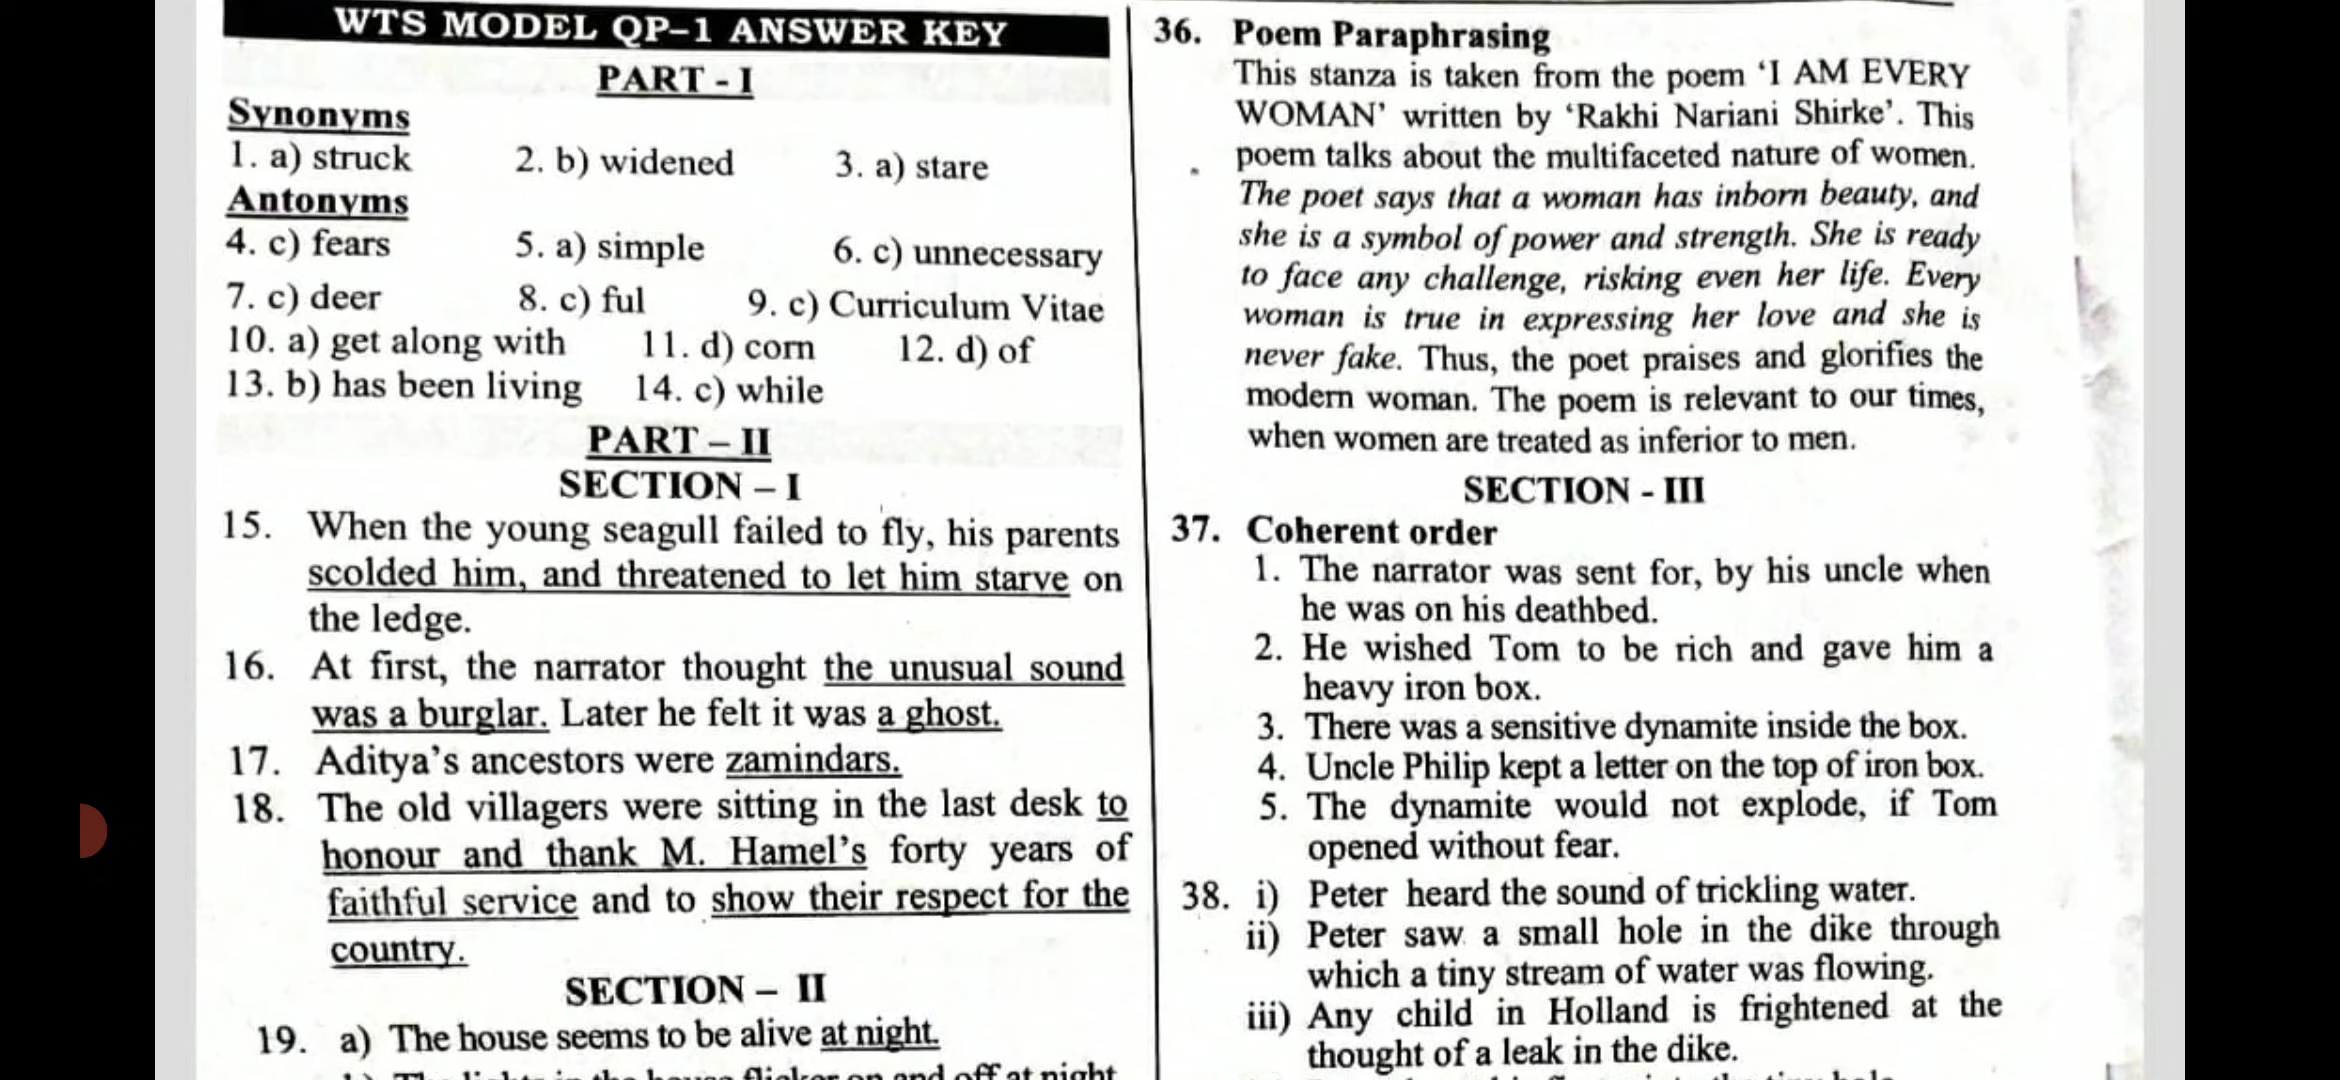 WTS MODEL QP–1 ANSWER KEY
PART - I
Synonyms
1. a) struck 2. b) widened 3. a) stare
Antonyms
4. c) fears 5. a) simple 6. c) unnecessary
7. c) deer 8. c) ful 9. c) Curriculum Vitae
10. a) get along with 11. d) corn 12. d) of
13. b) has been living 14. c) while
PART – II
SECTION – I
15. When the young seagull failed to fly, his parents
scolded him, and threatened to let him starve on
the ledge.
16. At first, the narrator thought the unusual sound
was a burglar. Later he felt it was a ghost.
17. Aditya's ancestors were zamindars.
18. The old villagers were sitting in the last desk to
honour and thank M. Hamel's forty years of
faithful service and to show their respect for the
country.
SECTION – II
19. a) The house seems to be alive at night.
b) The lights in the house flicker on and off at night
36. Poem Paraphrasing
This stanza is taken from the poem 'I AM EVERY
WOMAN' written by 'Rakhi Nariani Shirke'. This
poem talks about the multifaceted nature of women.
The poet says that a woman has inborn beauty, and
she is a symbol of power and strength. She is ready
to face any challenge, risking even her life. Every
woman is true in expressing her love and she is
never fake. Thus, the poet praises and glorifies the
modern woman. The poem is relevant to our times,
when women are treated as inferior to men.
SECTION - III
37. Coherent order
1. The narrator was sent for, by his uncle when
he was on his deathbed.
2. He wished Tom to be rich and gave him a
heavy iron box.
3. There was a sensitive dynamite inside the box.
4. Uncle Philip kept a letter on the top of iron box.
5. The dynamite would not explode, if Tom
opened without fear.
38. i) Peter heard the sound of trickling water.
ii) Peter saw a small hole in the dike through
which a tiny stream of water was flowing.
iii) Any child in Holland is frightened at the
thought of a leak in the dike.